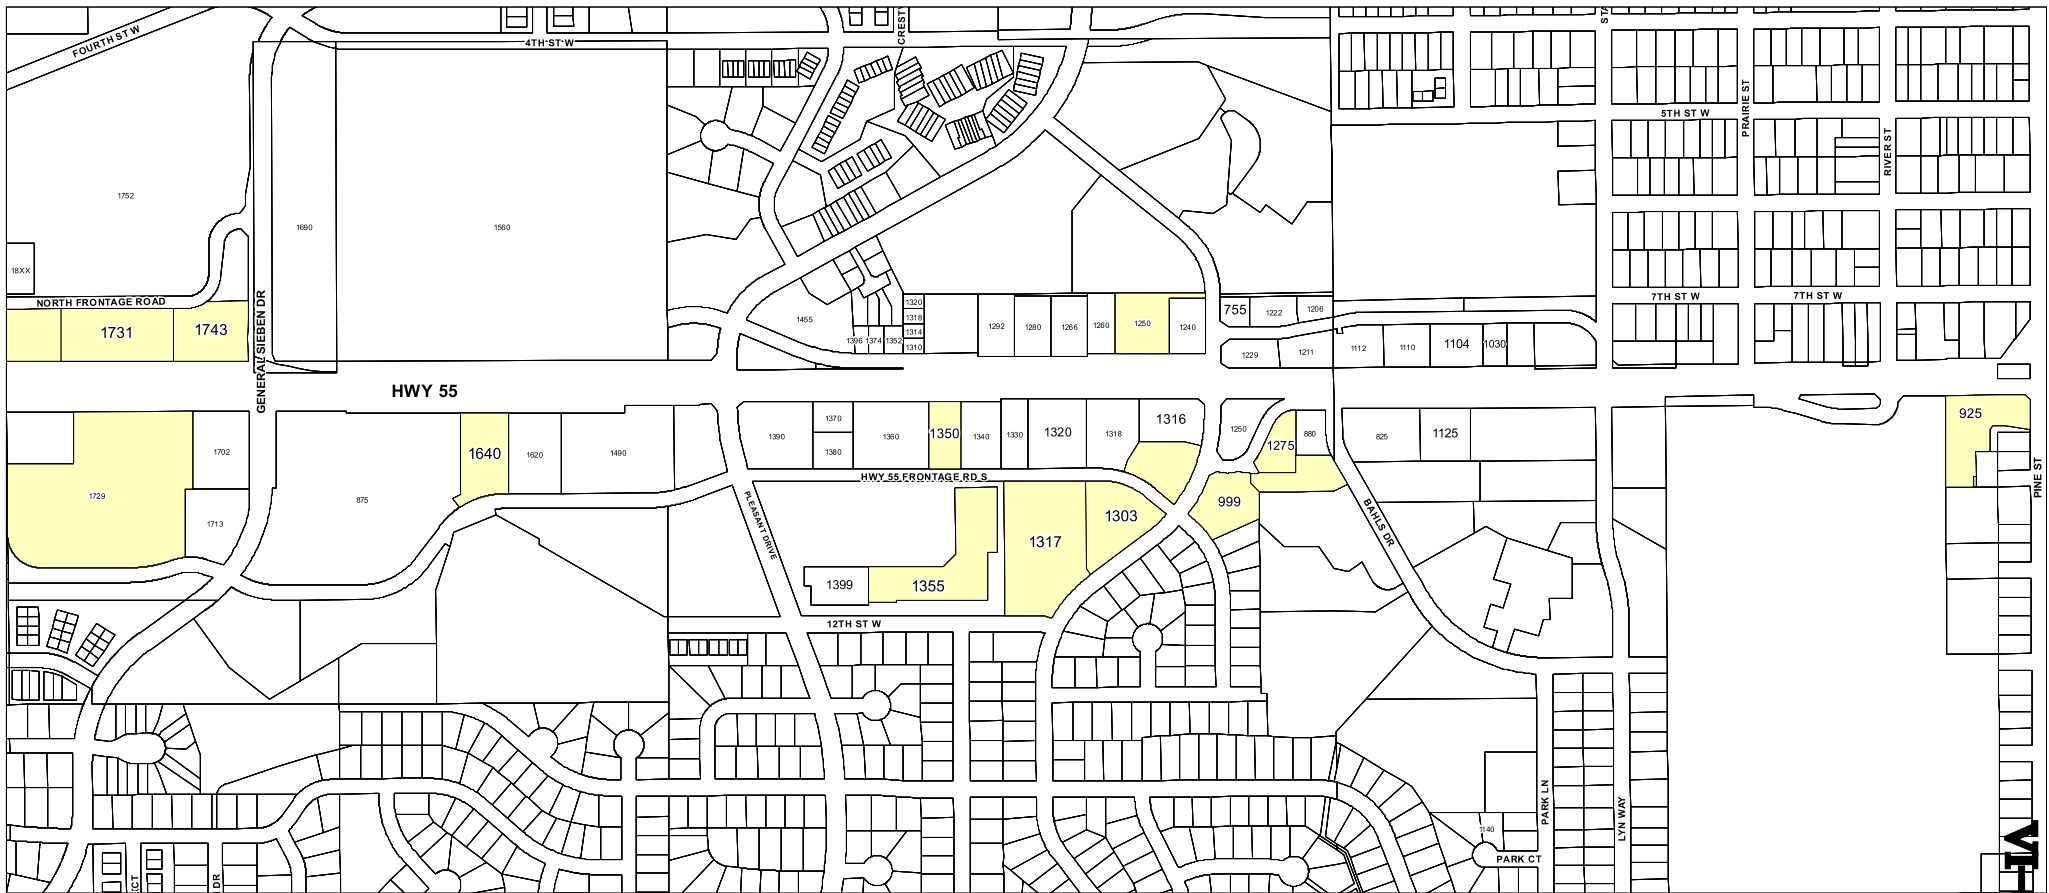 FOURTH ST W
4TH ST W
CREST
STA
5TH ST W
PRAIRIE ST
RIVER ST
1752
1690
1560
18XX
NORTH FRONTAGE ROAD
GENERAL SIEBEN DR
1731
1743
1455
1396
1374
1352
1320
1318
1314
1310
1292
1280
1266
1260
1250
1240
755
1222
1206
7TH ST W
7TH ST W
1229
1211
1112
1110
1104
1030
HWY 55
1729
1702
1713
875
1640
1620
1490
1390
1370
1380
1360
1350
1340
1330
1320
1318
1316
1250
1275
880
825
1125
925
PINE ST
HWY 55 FRONTAGE RD S
PLEASANT DRIVE
999
1303
1317
1355
1399
BAHLS DR
12TH ST W
PARK LN
LYN WAY
1140
PARK CT
CT
DR